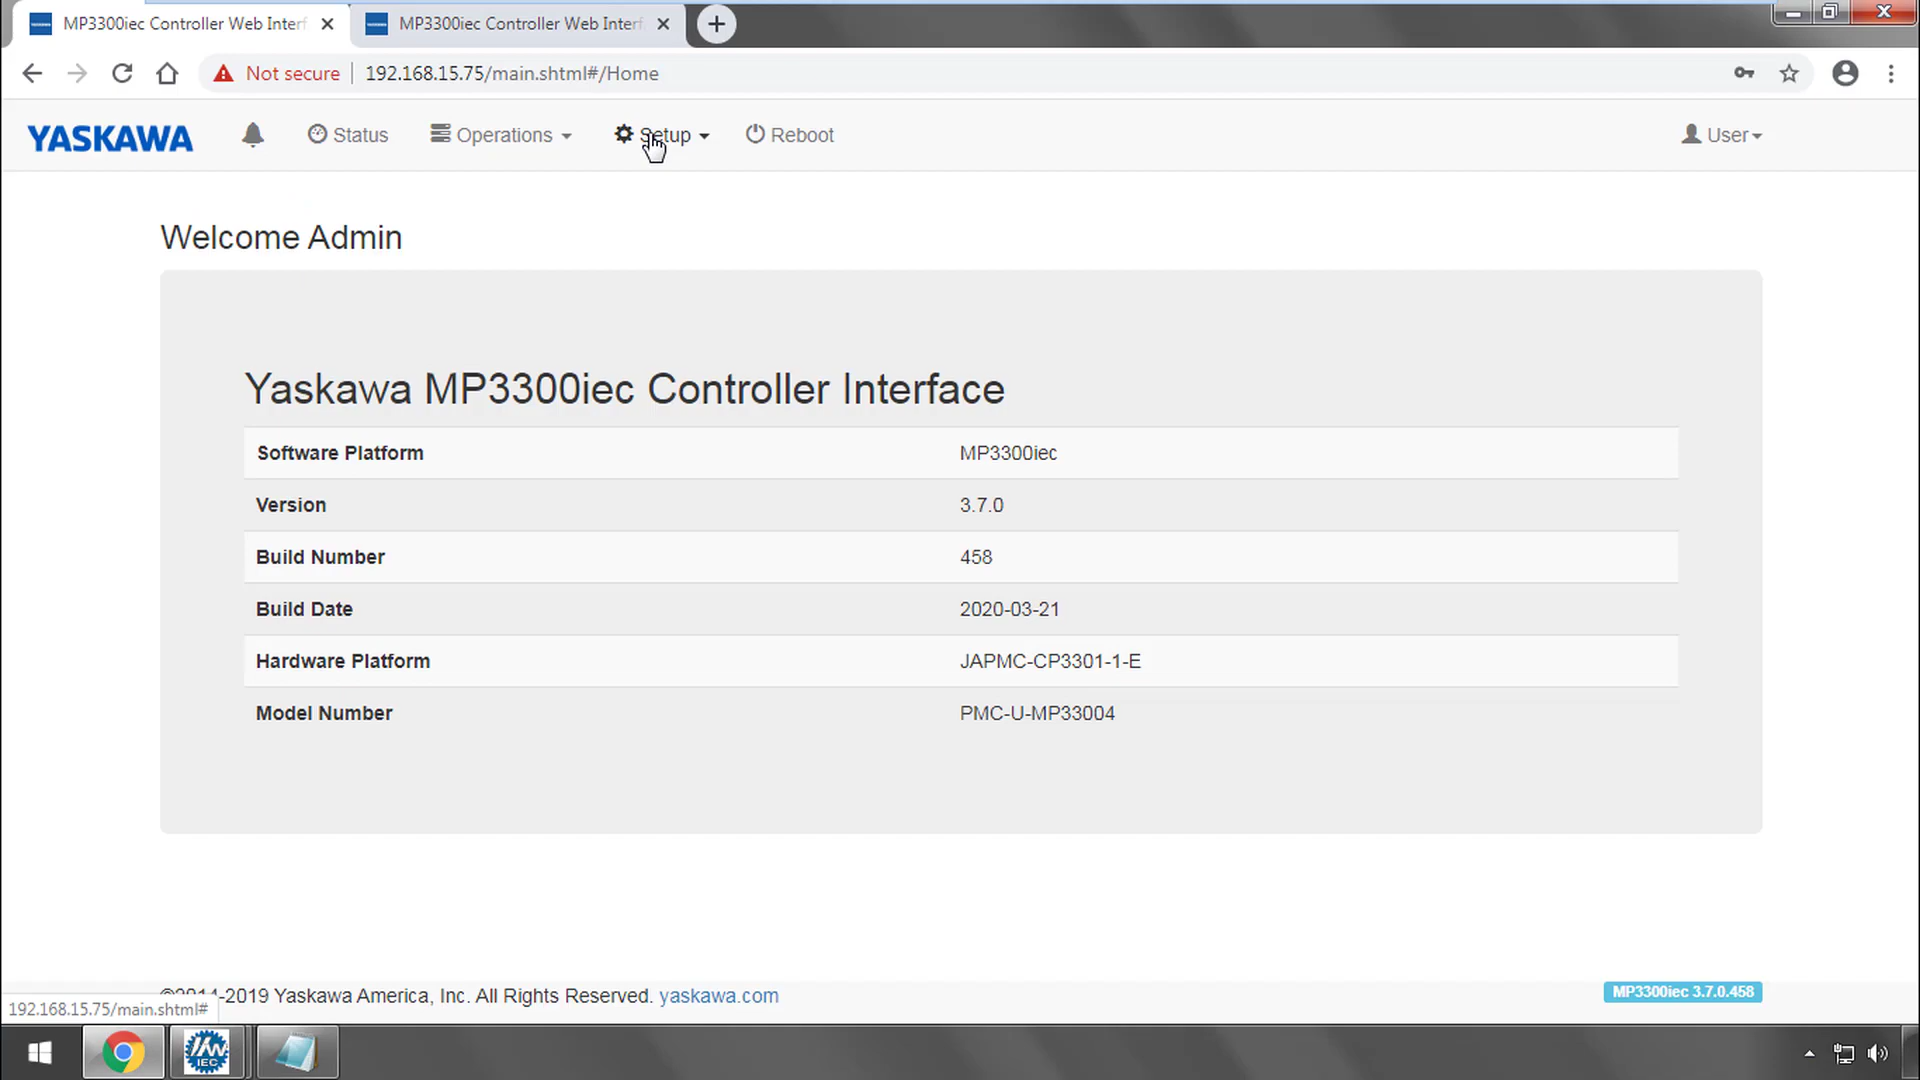 MP3300iec Controller Web Interf
MP3300iec Controller Web Interf
Not secure
192.168.15.75/main.shtml#/Home
YASKAWA
Status
Operations
Setup
Reboot
User
Welcome Admin
Yaskawa MP3300iec Controller Interface
Software Platform MP3300iec
Version 3.7.0
Build Number 458
Build Date 2020-03-21
Hardware Platform JAPMC-CP3301-1-E
Model Number PMC-U-MP33004
-2019 Yaskawa America, Inc. All Rights Reserved. yaskawa.com
MP3300iec 3.7.0.458
192.168.15.75/main.shtml#
IEC